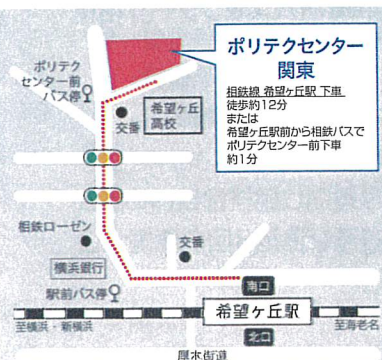 ポリテクセンター
関東
相鉄線 希望ヶ丘駅 下車
徒歩約12分
または
希望ヶ丘駅前から相鉄バスで
ポリテクセンター前下車
約1分
ポリテク
センター前
バス停
希望ヶ丘
高校
交番
相鉄ローゼン
交番
横浜銀行
駅前バス停
南口
希望ヶ丘駅
至横浜・新横浜
至海老名
北口
厚木街道